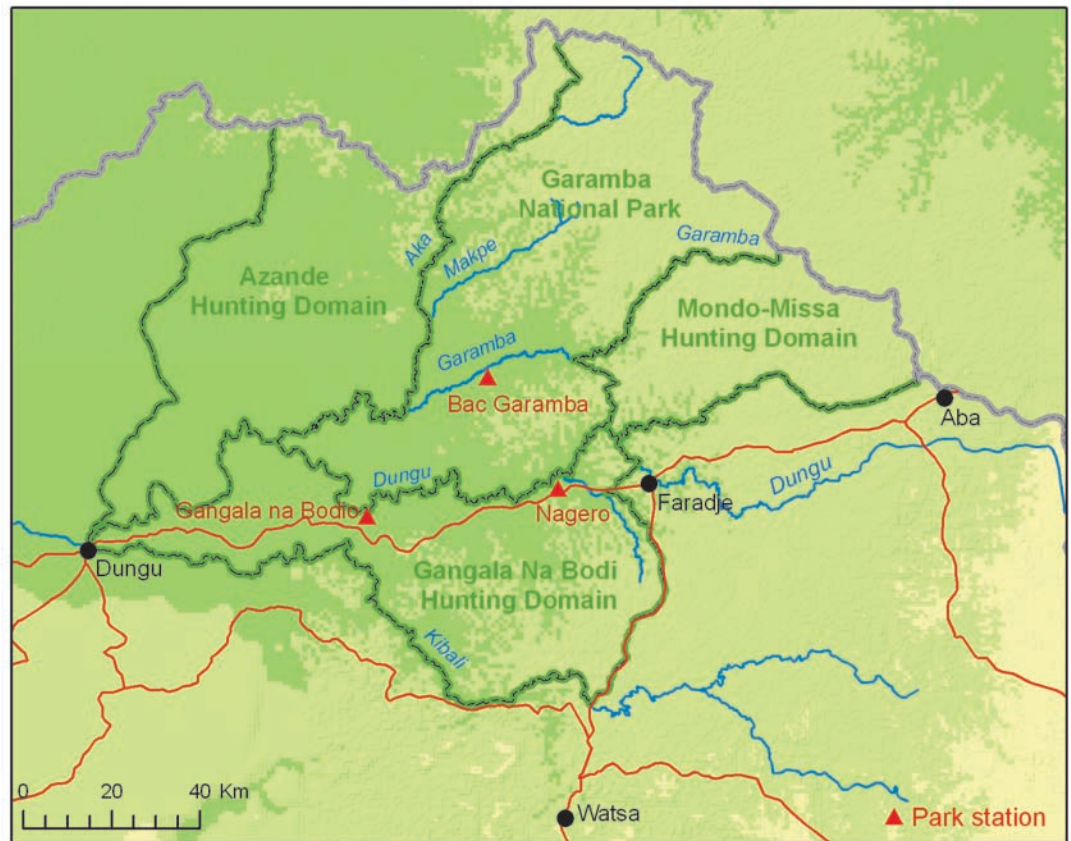 Garamba
National Park
Garamba
Aka
Makpe
Azande
Hunting Domain
Mondo-Missa
Hunting Domain
Garamba
Bac Garamba
Aba
Dungu
Dungu
Faradje
Gangala na Bodio
Nagero
Dungu
Gangala Na Bodi
Hunting Domain
Kibali
0 20 40 Km
Watsa
Park station